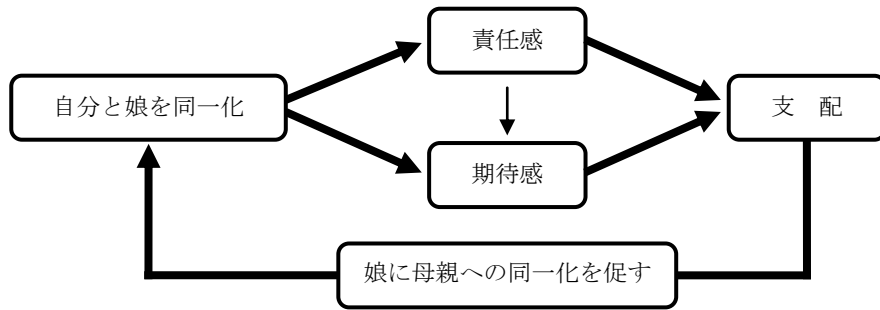 責任感
自分と娘を同一化
支　配
期待感
娘に母親への同一化を促す